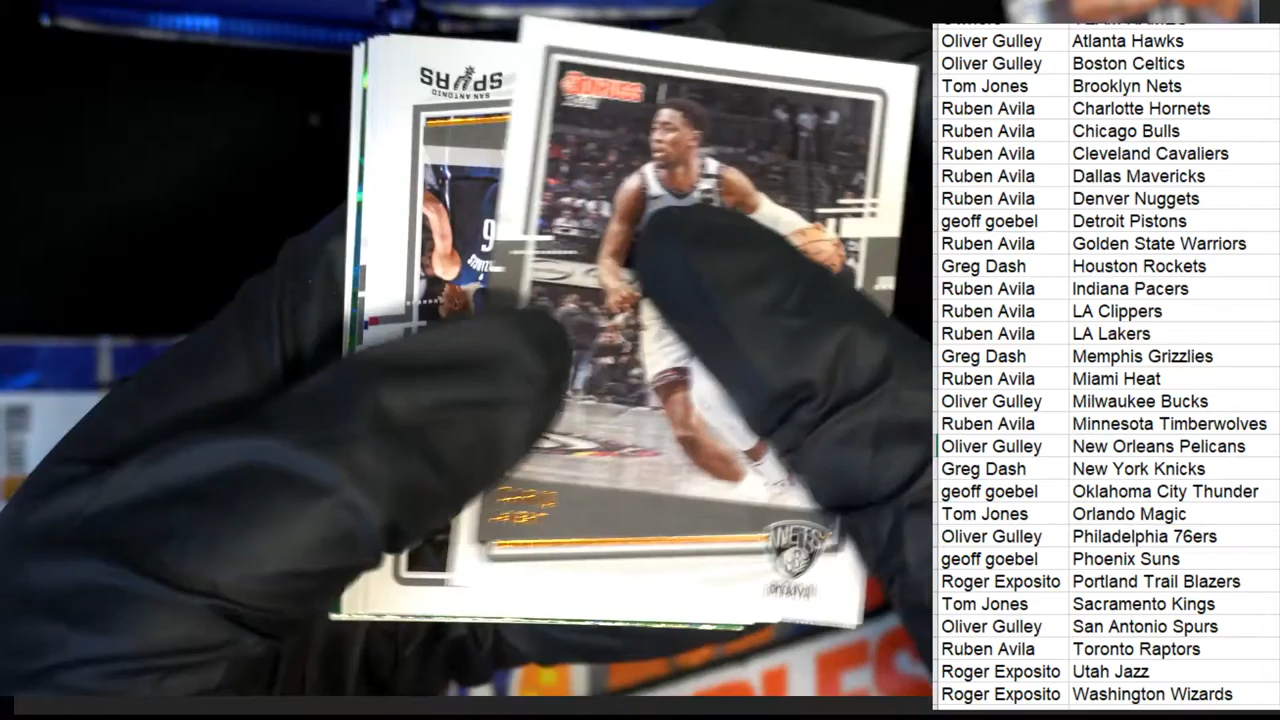 Oliver Gulley Atlanta Hawks
Oliver Gulley Boston Celtics
Tom Jones Brooklyn Nets
Ruben Avila Charlotte Hornets
Ruben Avila Chicago Bulls
Ruben Avila Cleveland Cavaliers
Ruben Avila Dallas Mavericks
Ruben Avila Denver Nuggets
geoff goebel Detroit Pistons
Ruben Avila Golden State Warriors
Greg Dash Houston Rockets
Ruben Avila Indiana Pacers
Ruben Avila LA Clippers
Ruben Avila LA Lakers
Greg Dash Memphis Grizzlies
Ruben Avila Miami Heat
Oliver Gulley Milwaukee Bucks
Ruben Avila Minnesota Timberwolves
Oliver Gulley New Orleans Pelicans
Greg Dash New York Knicks
geoff goebel Oklahoma City Thunder
Tom Jones Orlando Magic
Oliver Gulley Philadelphia 76ers
geoff goebel Phoenix Suns
Roger Exposito Portland Trail Blazers
Tom Jones Sacramento Kings
Oliver Gulley San Antonio Spurs
Ruben Avila Toronto Raptors
Roger Exposito Utah Jazz
Roger Exposito Washington Wizards
SAN ANTONIO
SPURS
9
NETS